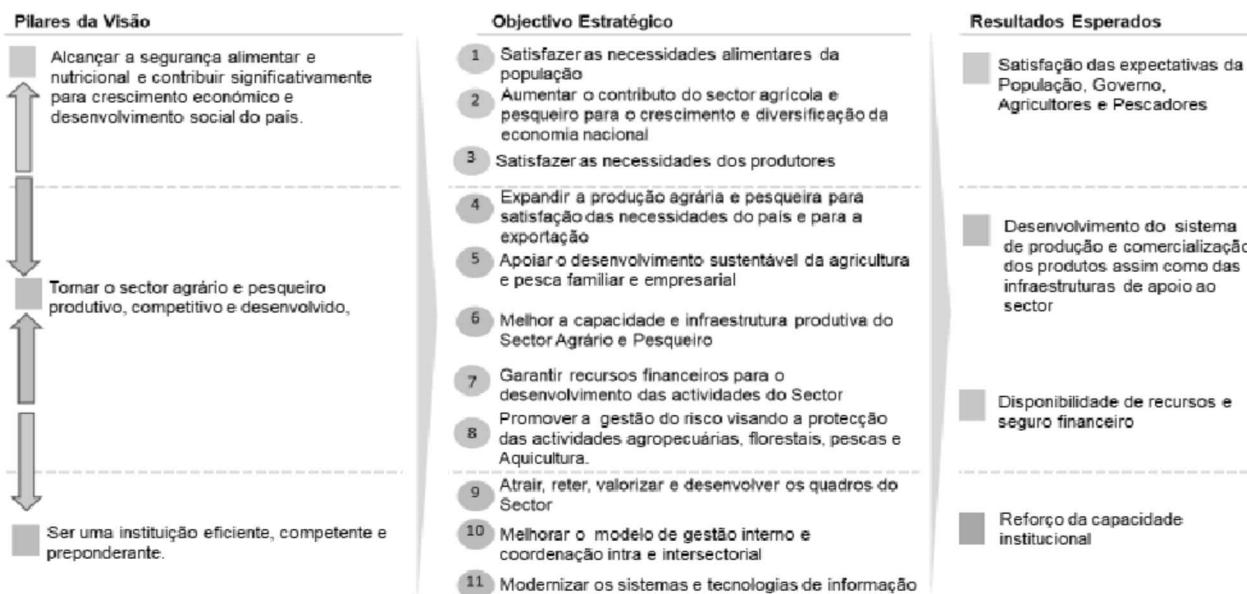 Pilares da Visão
Alcançar a segurança alimentar e
nutricional e contribuir significativamente
para crescimento económico e
desenvolvimento social do país.
Tornar o sector agrário e pesqueiro
produtivo, competitivo e desenvolvido,
Ser uma instituição eficiente, competente e
preponderante.
Objectivo Estratégico
1 Satisfazer as necessidades alimentares da
população
2 Aumentar o contributo do sector agrícola e
pesqueiro para o crescimento e diversificação da
economia nacional
3 Satisfazer as necessidades dos produtores
4 Expandir a produção agrária e pesqueira para
satisfação das necessidades do país e para a
exportação
5 Apoiar o desenvolvimento sustentável da agricultura
e pesca familiar e empresarial
6 Melhor a capacidade e infraestrutura produtiva do
Sector Agrário e Pesqueiro
7 Garantir recursos financeiros para o
desenvolvimento das actividades do Sector
8 Promover a gestão do risco visando a protecção
das actividades agropecuárias, florestais, pescas e
Aquicultura.
9 Atrair, reter, valorizar e desenvolver os quadros do
Sector
10 Melhorar o modelo de gestão interno e
coordenação intra e intersectorial
11 Modernizar os sistemas e tecnologias de informação
Resultados Esperados
Satisfação das expectativas da
População, Governo,
Agricultores e Pescadores
Desenvolvimento do sistema
de produção e comercialização
dos produtos assim como das
infraestruturas de apoio ao
sector
Disponibilidade de recursos e
seguro financeiro
Reforço da capacidade
institucional